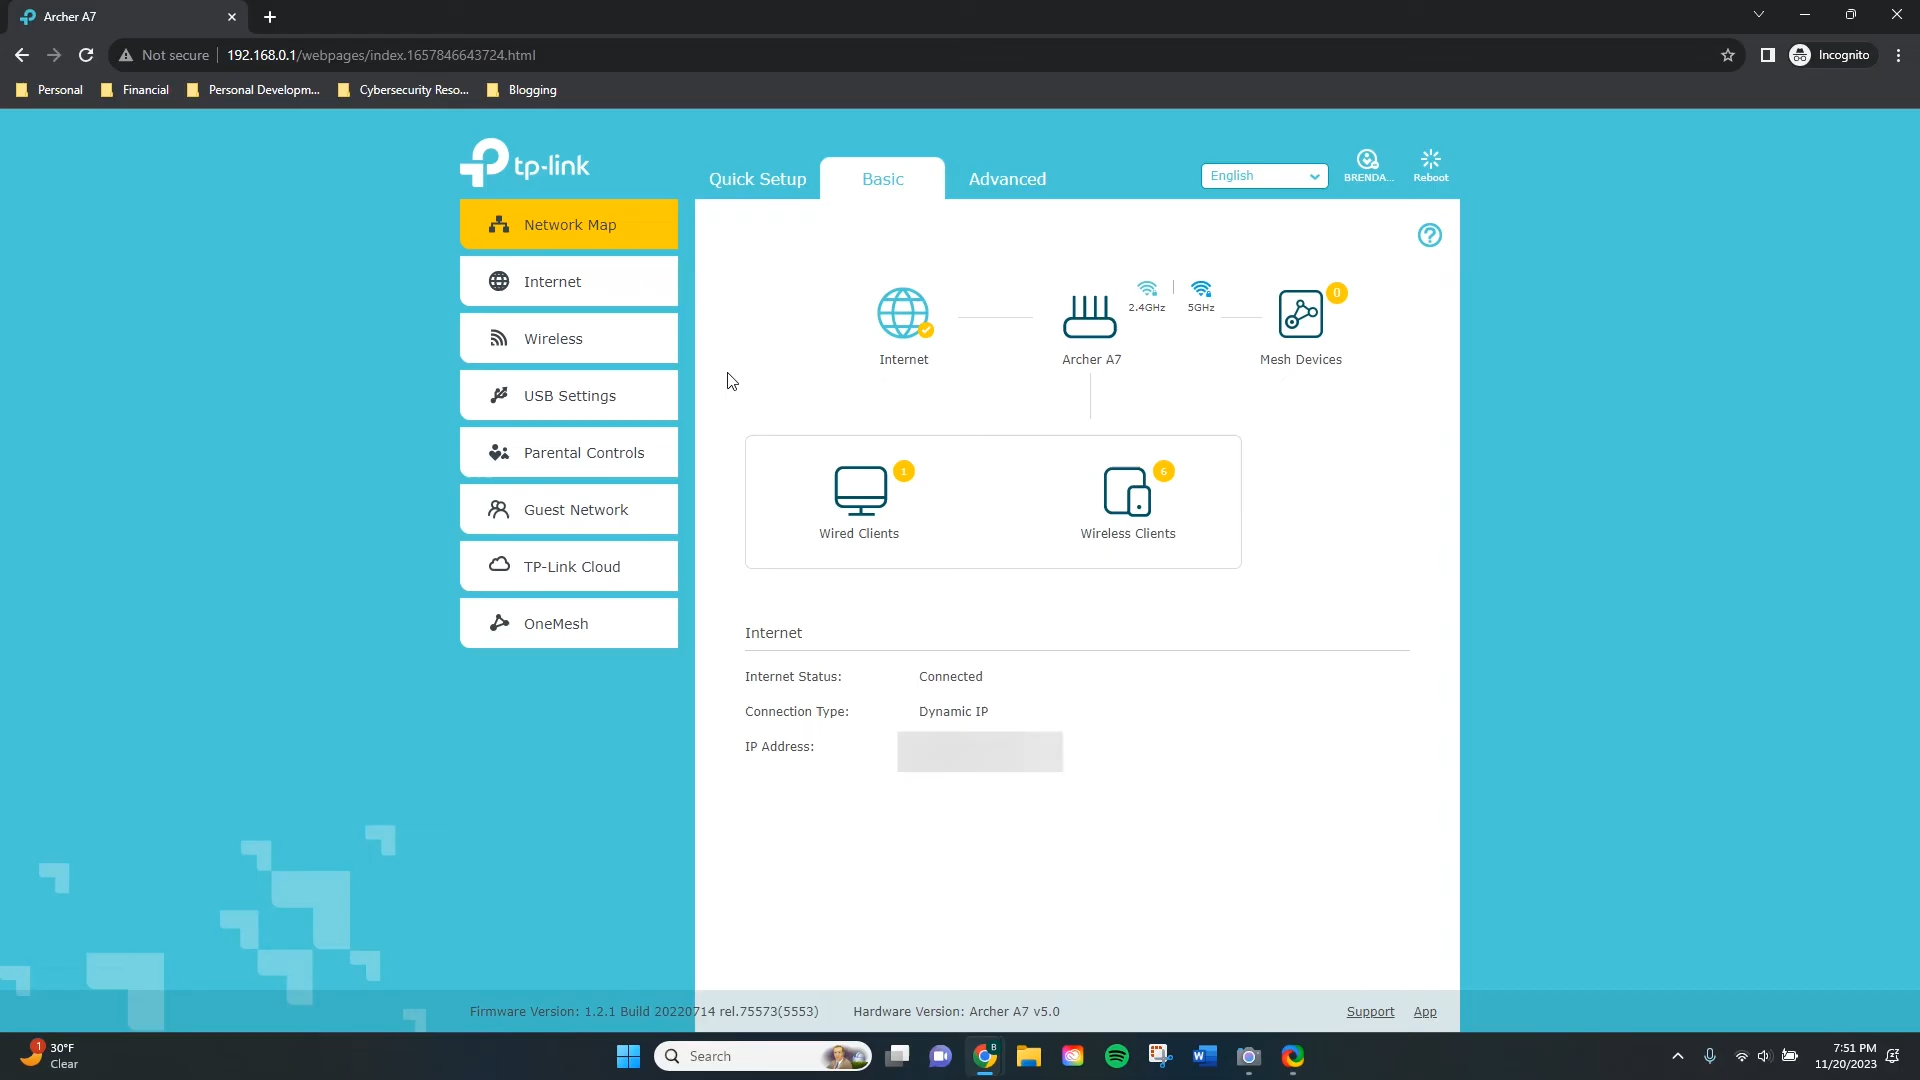 Archer A7
Not secure 192.168.0.1/webpages/index.1657846643724.html
Incognito
Personal Financial Personal Developm... Cybersecurity Reso... Blogging
tp-link
Quick Setup Basic Advanced
English
BRENDA...
Reboot
Network Map
Internet
Wireless
USB Settings
Parental Controls
Guest Network
TP-Link Cloud
OneMesh
?
2.4GHz 5GHz
0
Internet Archer A7 Mesh Devices
1 6
Wired Clients Wireless Clients
Internet
Internet Status: Connected
Connection Type: Dynamic IP
IP Address:
Firmware Version: 1.2.1 Build 20220714 rel.75573(5553) Hardware Version: Archer A7 v5.0 Support App
1
30°F
Clear
Search
B
W
7:51 PM
11/20/2023